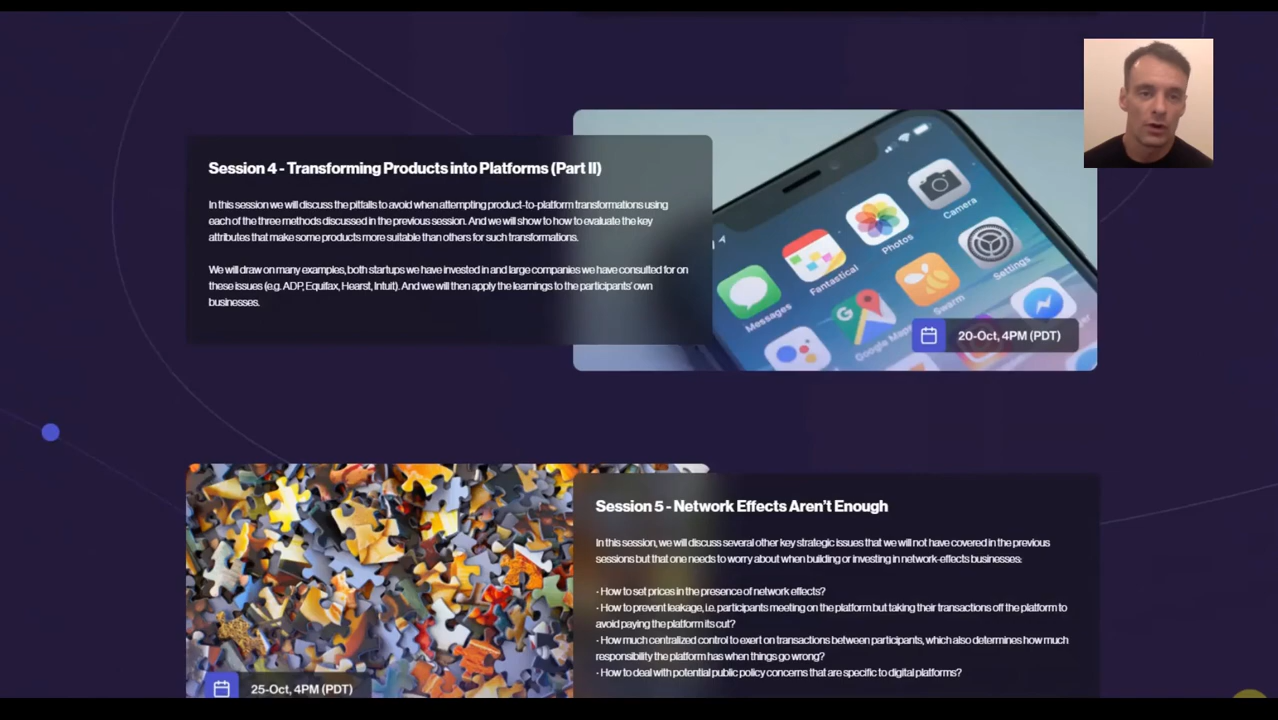 Session 4 - Transforming Products into Platforms (Part II)
In this session we will discuss the pitfalls to avoid when attempting product-to-platform transformations using
each of the three methods discussed in the previous session. And we will show to how to evaluate the key
attributes that make some products more suitable than others for such transformations.
We will draw on many examples, both startups we have invested in and large companies we have consulted for on
these issues (e.g. ADP, Equifax, Hearst, Intuit). And we will then apply the learnings to the participants' own
businesses.
Camera
Photos
Settings
Fantastical
Messages
Swarm
Google Maps
20-Oct, 4PM (PDT)
Session 5 - Network Effects Aren't Enough
In this session, we will discuss several other key strategic issues that we will not have covered in the previous
sessions but that one needs to worry about when building or investing in network-effects businesses:
- How to set prices in the presence of network effects?
- How to prevent leakage, i.e. participants meeting on the platform but taking their transactions off the platform to
avoid paying the platform its cut?
- How much centralized control to exert on transactions between participants, which also determines how much
responsibility the platform has when things go wrong?
- How to deal with potential public policy concerns that are specific to digital platforms?
25-Oct, 4PM (PDT)